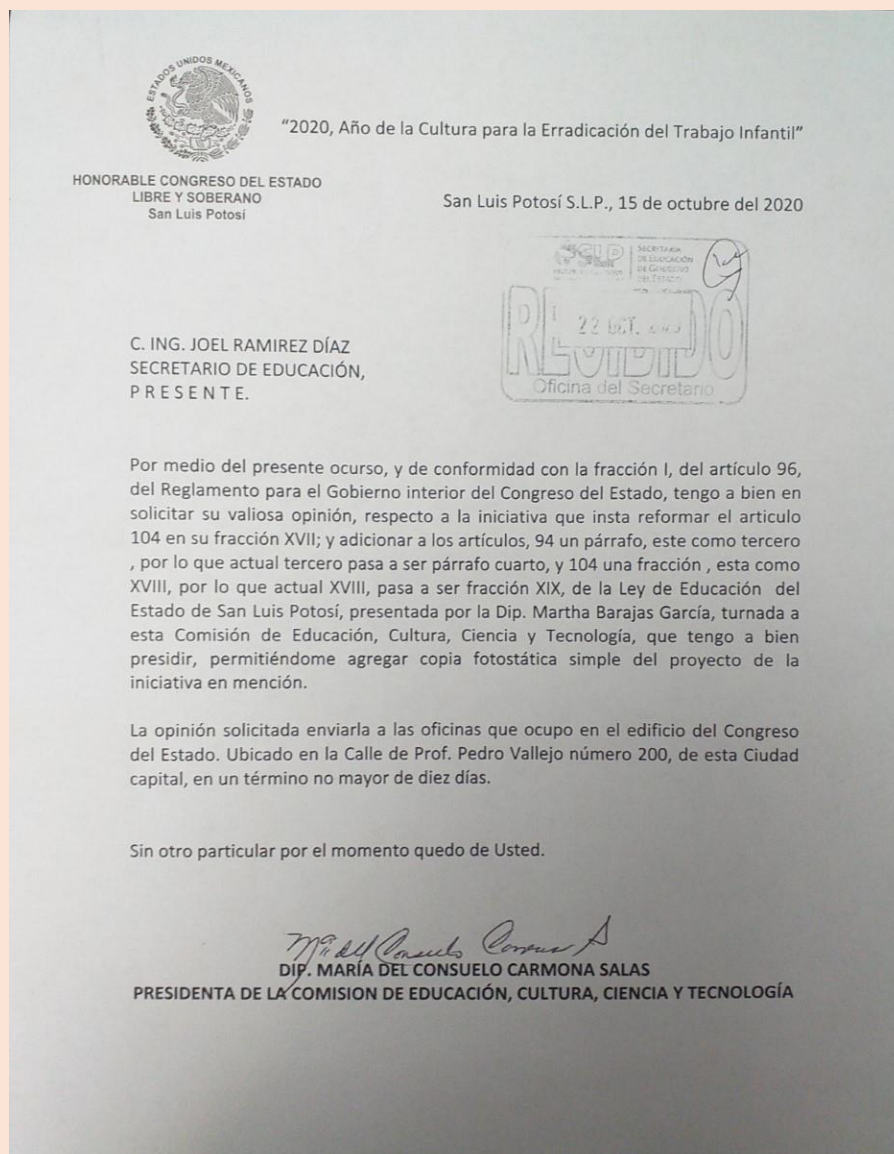 ESTADOS UNIDOS MEXICANOS
"2020, Año de la Cultura para la Erradicación del Trabajo Infantil"
HONORABLE CONGRESO DEL ESTADO
LIBRE Y SOBERANO
San Luis Potosí
San Luis Potosí S.L.P., 15 de octubre del 2020
SLP
SECRETARÍA
DE EDUCACIÓN
DE GOBIERNO
DEL ESTADO
RECIBIDO
22 OCT.
Oficina del Secretario
C. ING. JOEL RAMIREZ DÍAZ
SECRETARIO DE EDUCACIÓN,
P R E S E N T E.
Por medio del presente ocurso, y de conformidad con la fracción I, del artículo 96,
del Reglamento para el Gobierno interior del Congreso del Estado, tengo a bien en
solicitar su valiosa opinión, respecto a la iniciativa que insta reformar el articulo
104 en su fracción XVII; y adicionar a los artículos, 94 un párrafo, este como tercero
, por lo que actual tercero pasa a ser párrafo cuarto, y 104 una fracción , esta como
XVIII, por lo que actual XVIII, pasa a ser fracción XIX, de la Ley de Educación del
Estado de San Luis Potosí, presentada por la Dip. Martha Barajas García, turnada a
esta Comisión de Educación, Cultura, Ciencia y Tecnología, que tengo a bien
presidir, permitiéndome agregar copia fotostática simple del proyecto de la
iniciativa en mención.
La opinión solicitada enviarla a las oficinas que ocupo en el edificio del Congreso
del Estado. Ubicado en la Calle de Prof. Pedro Vallejo número 200, de esta Ciudad
capital, en un término no mayor de diez días.
Sin otro particular por el momento quedo de Usted.
Mª del Consuelo Carmona S
DIP. MARÍA DEL CONSUELO CARMONA SALAS
PRESIDENTA DE LA COMISION DE EDUCACIÓN, CULTURA, CIENCIA Y TECNOLOGÍA